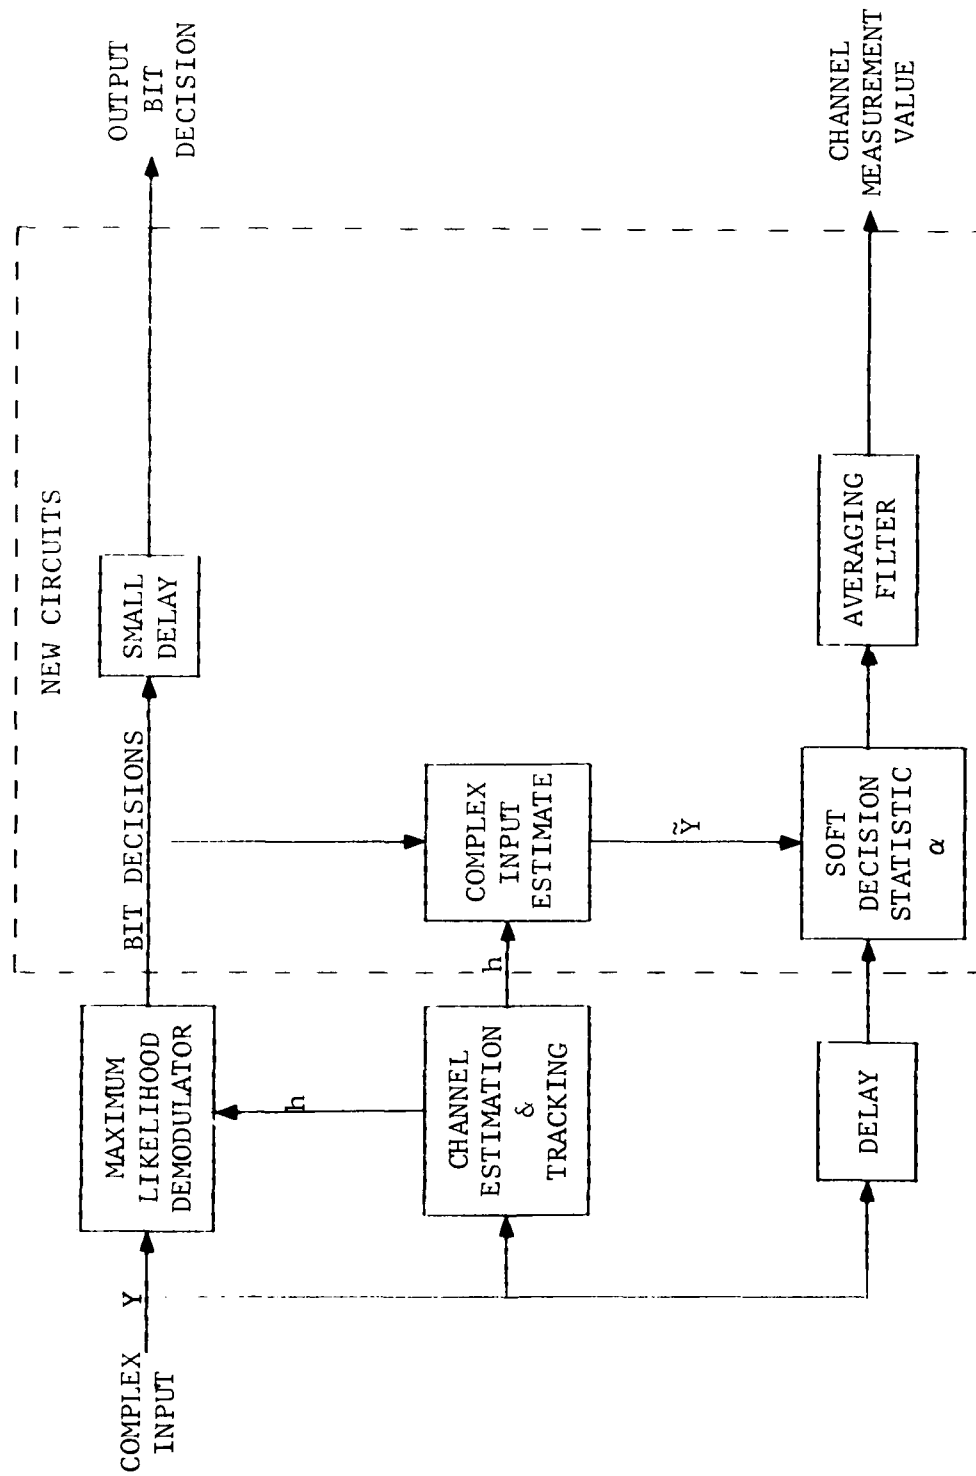 NEW CIRCUITS
COMPLEX
INPUT
Y
MAXIMUM
LIKELIHOOD
DEMODULATOR
BIT DECISIONS
SMALL
DELAY
OUTPUT
BIT
DECISION
h
CHANNEL
ESTIMATION
&
TRACKING
h
COMPLEX
INPUT
ESTIMATE
Ỹ
DELAY
SOFT
DECISION
STATISTIC
α
AVERAGING
FILTER
CHANNEL
MEASUREMENT
VALUE